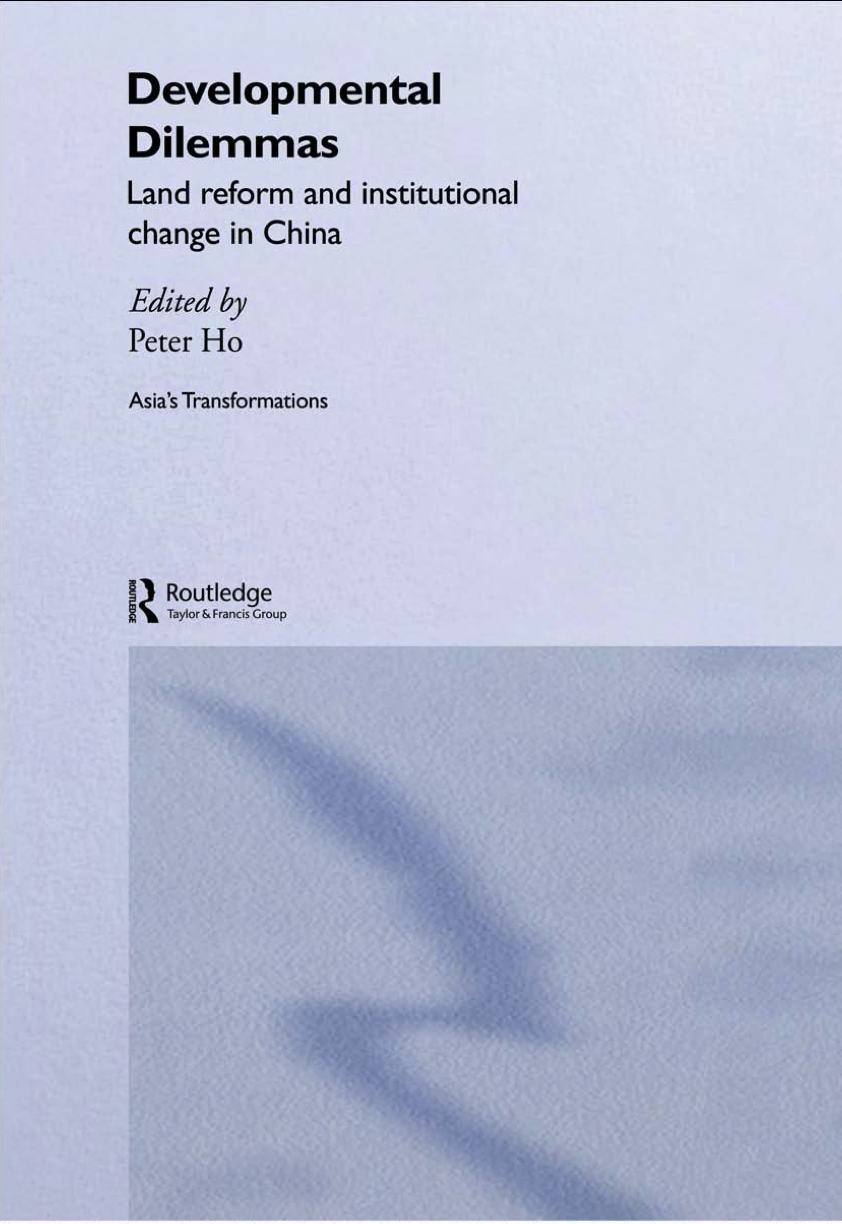 Developmental
Dilemmas
Land reform and institutional
change in China
Edited by
Peter Ho
Asia's Transformations
ROUTLEDGE
Routledge
Taylor & Francis Group